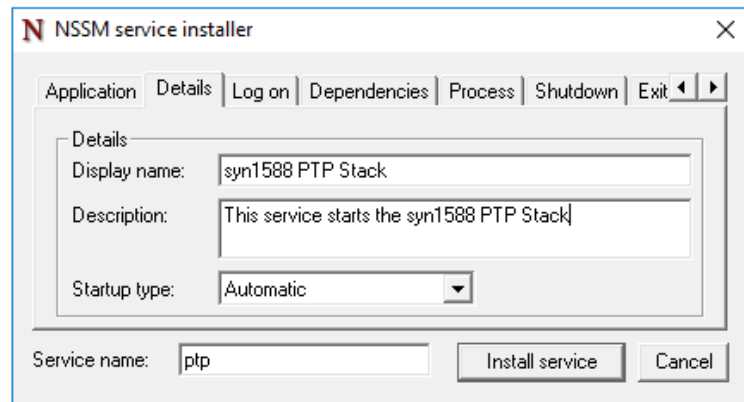 NSSM service installer
Application Details Log on Dependencies Process Shutdown Exit
Details
Display name: syn1588 PTP Stack
Description: This service starts the syn1588 PTP Stack
Startup type: Automatic
Service name: ptp Install service Cancel